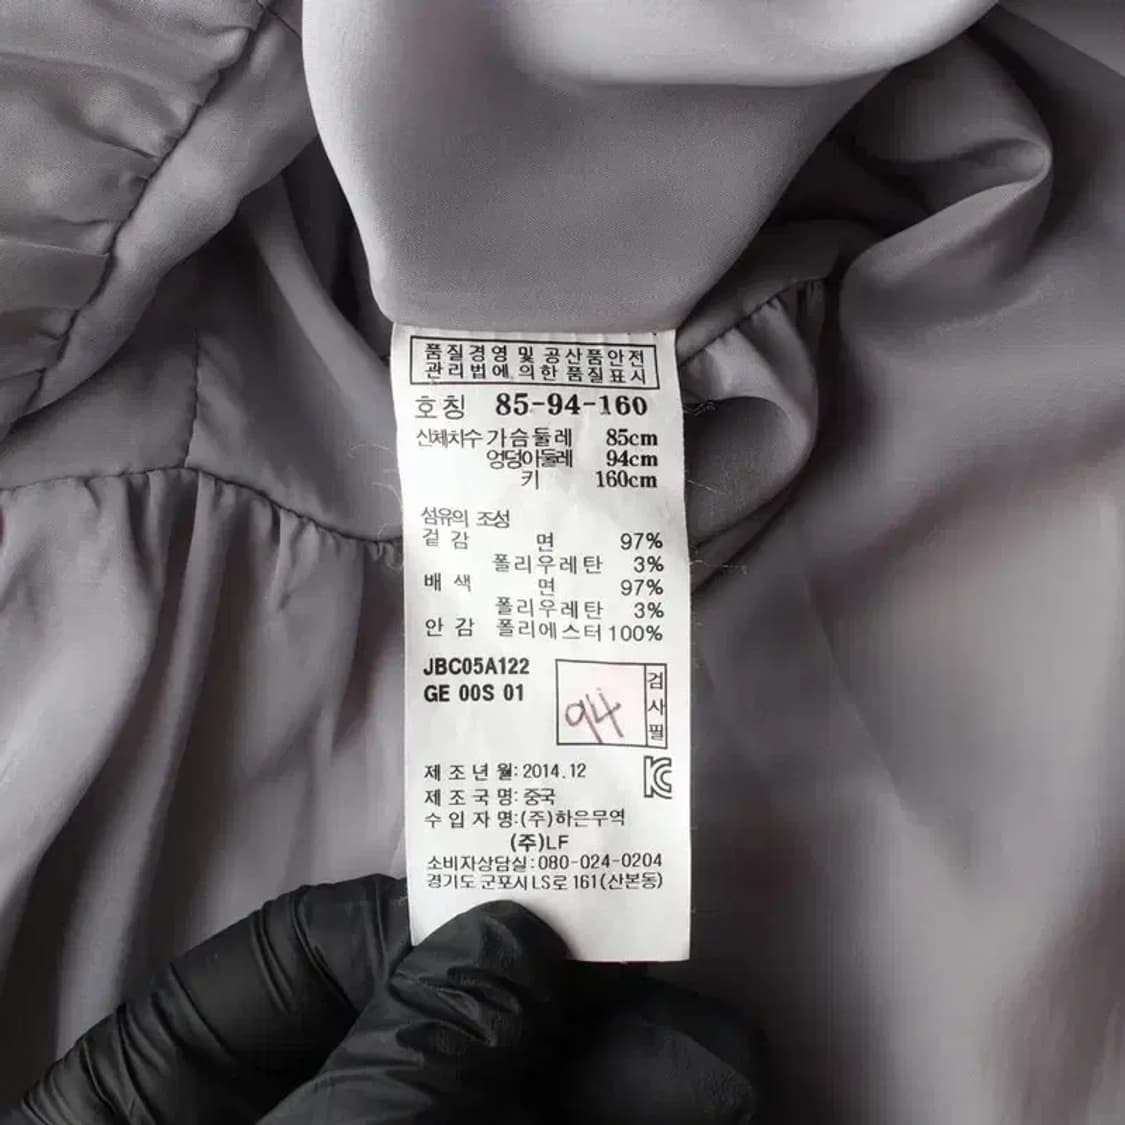 품질경영 및 공산품안전
관리법에 의한 품질표시
호칭 85-94-160
신체치수 가슴둘레 85cm
엉덩이둘레 94cm
키 160cm
섬유의 조성
겉감 면 97%
폴리우레탄 3%
배색 면 97%
폴리우레탄 3%
안감 폴리에스터 100%
JBC05A122
GE 00S 01
94
검사필
제조년월: 2014.12
제조국명: 중국
수입자명: (주)하은무역
(주)LF
소비자상담실: 080-024-0204
경기도 군포시 LS로 161(산본동)